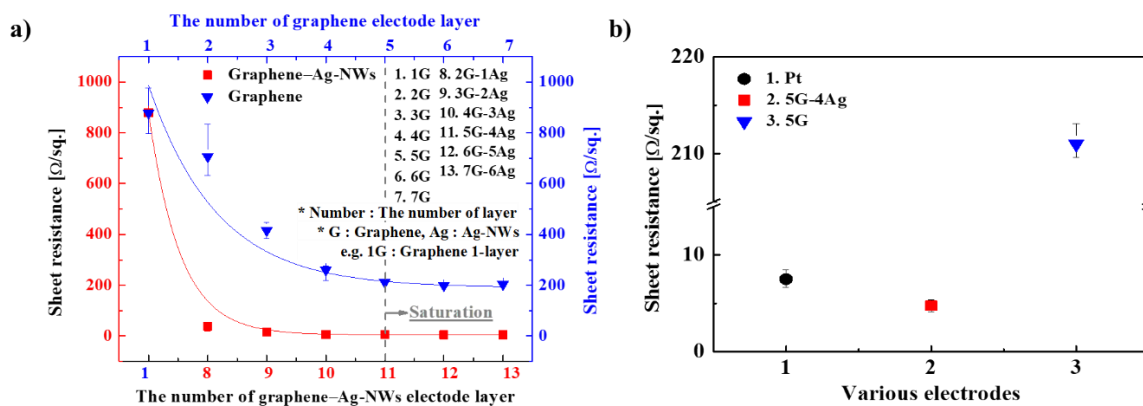 a)
The number of graphene electode layer
1 2 3 4 5 6 7
Sheet resistance [Ω/sq.]
1000
800
600
400
200
0
Graphene–Ag-NWs
Graphene
1. 1G 8. 2G-1Ag
2. 2G 9. 3G-2Ag
3. 3G 10. 4G-3Ag
4. 4G 11. 5G-4Ag
5. 5G 12. 6G-5Ag
6. 6G 13. 7G-6Ag
7. 7G
* Number : The number of layer
* G : Graphene, Ag : Ag-NWs
e.g. 1G : Graphene 1-layer
Saturation
1000
800
600
400
200
0
Sheet resistance [Ω/sq.]
1 8 9 10 11 12 13
The number of graphene–Ag-NWs electode layer
b)
Sheet resistance [Ω/sq.]
220
210
10
5
0
1. Pt
2. 5G-4Ag
3. 5G
1 2 3
Various electrodes